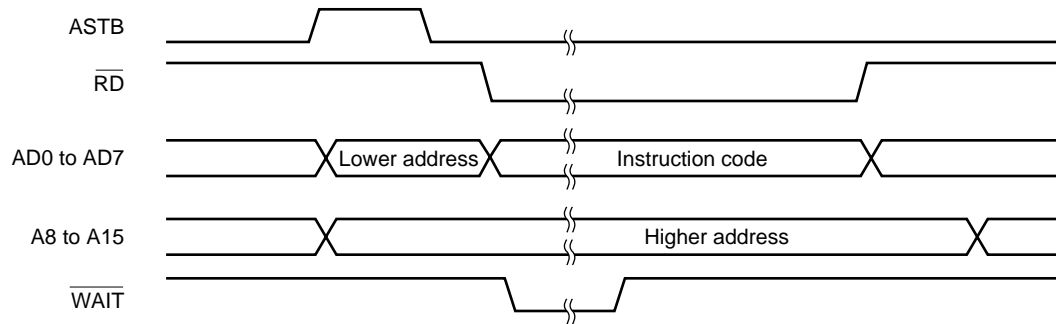 ASTB
RD
AD0 to AD7
Lower address
Instruction code
A8 to A15
Higher address
WAIT